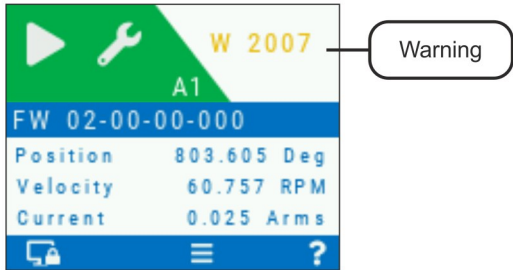 W 2007
Warning
A1
FW 02-00-00-000
Position 803.605 Deg
Velocity 60.757 RPM
Current 0.025 Arms
?